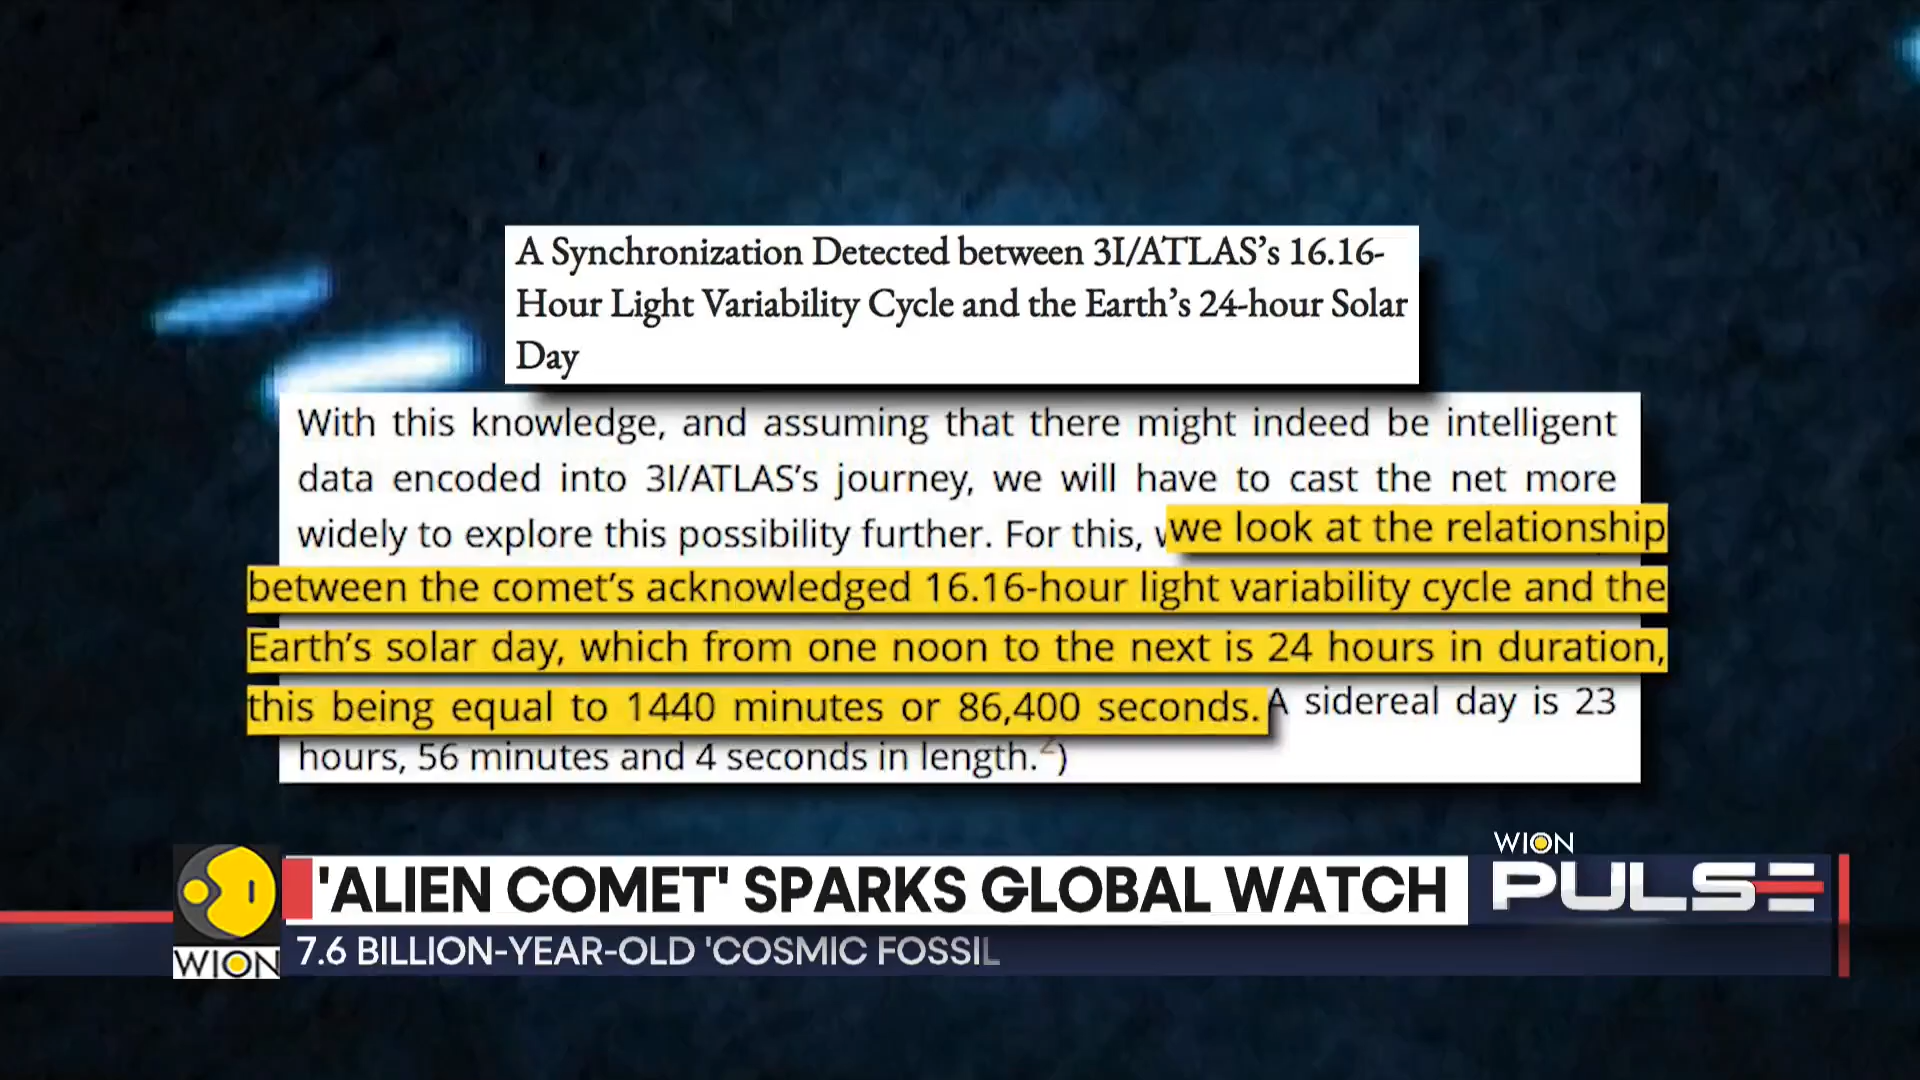 A Synchronization Detected between 3I/ATLAS's 16.16-
Hour Light Variability Cycle and the Earth's 24-hour Solar
Day
With this knowledge, and assuming that there might indeed be intelligent
data encoded into 3I/ATLAS's journey, we will have to cast the net more
widely to explore this possibility further. For this, we look at the relationship
between the comet's acknowledged 16.16-hour light variability cycle and the
Earth's solar day, which from one noon to the next is 24 hours in duration,
this being equal to 1440 minutes or 86,400 seconds. A sidereal day is 23
hours, 56 minutes and 4 seconds in length.²)
WION
PULSE
'ALIEN COMET' SPARKS GLOBAL WATCH
7.6 BILLION-YEAR-OLD 'COSMIC FOSSIL
WION